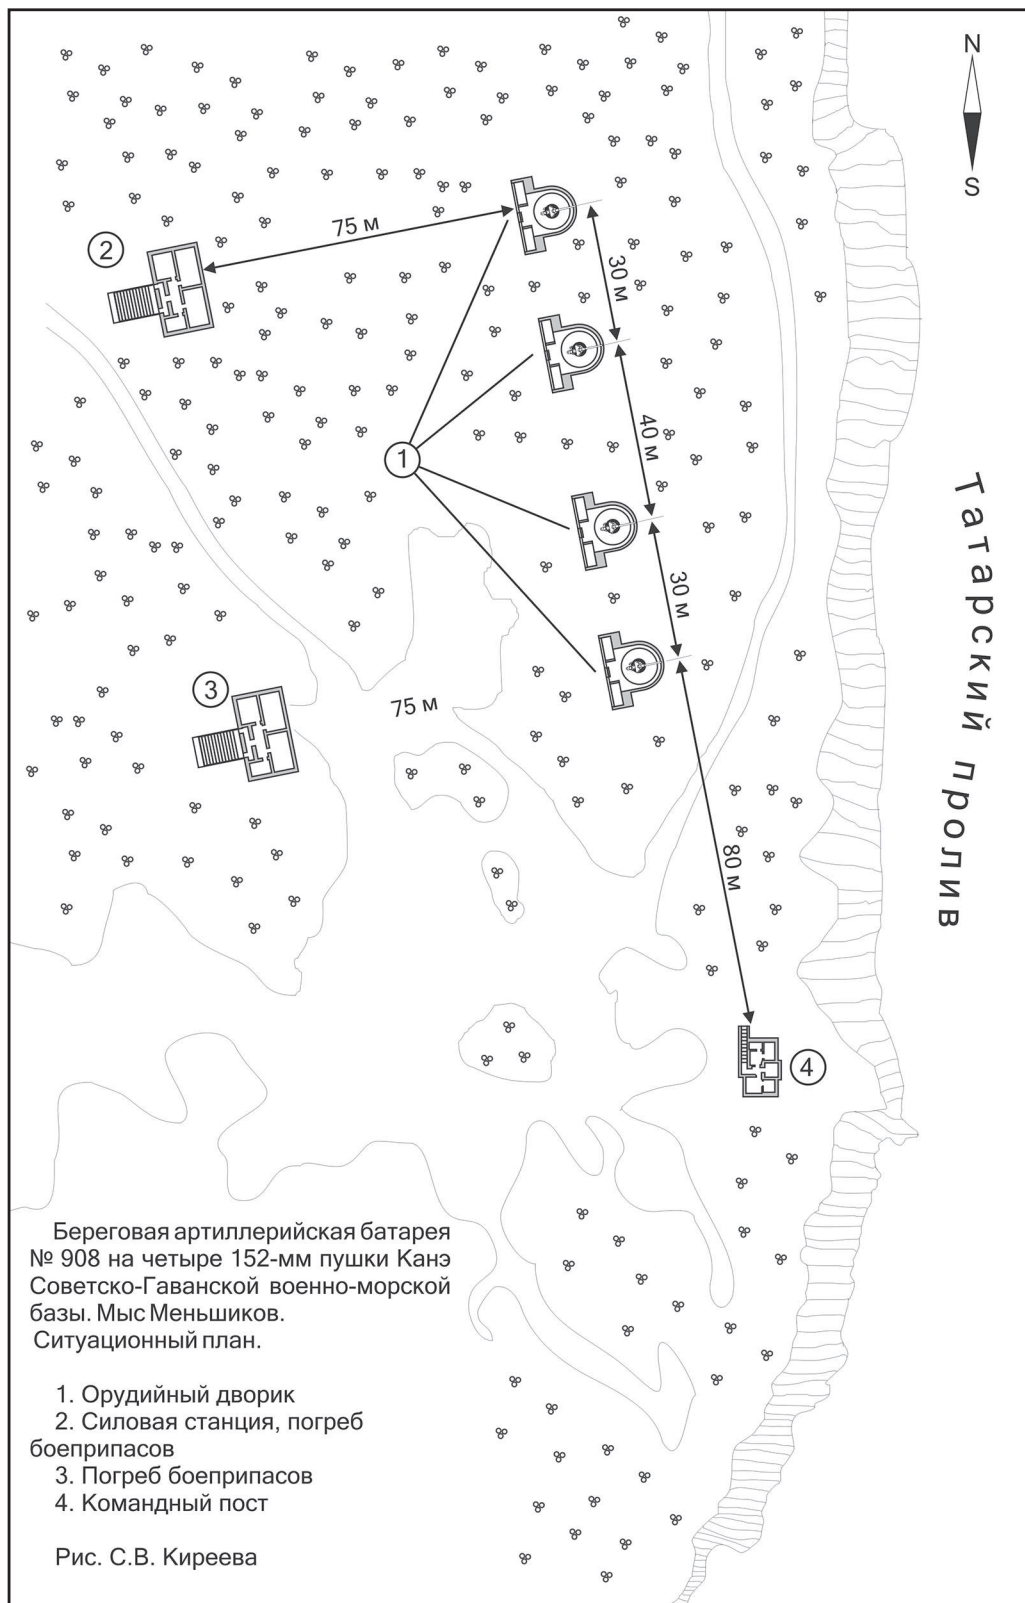 N
S
2
75 м
30 м
1
40 м
30 м
3
75 м
Татарский пролив
80 м
4
Береговая артиллерийская батарея
№ 908 на четыре 152-мм пушки Канэ
Советско-Гаванской военно-морской
базы. Мыс Меньшиков.
Ситуационный план.
1. Орудийный дворик
2. Силовая станция, погреб
боеприпасов
3. Погреб боеприпасов
4. Командный пост
Рис. С.В. Киреева